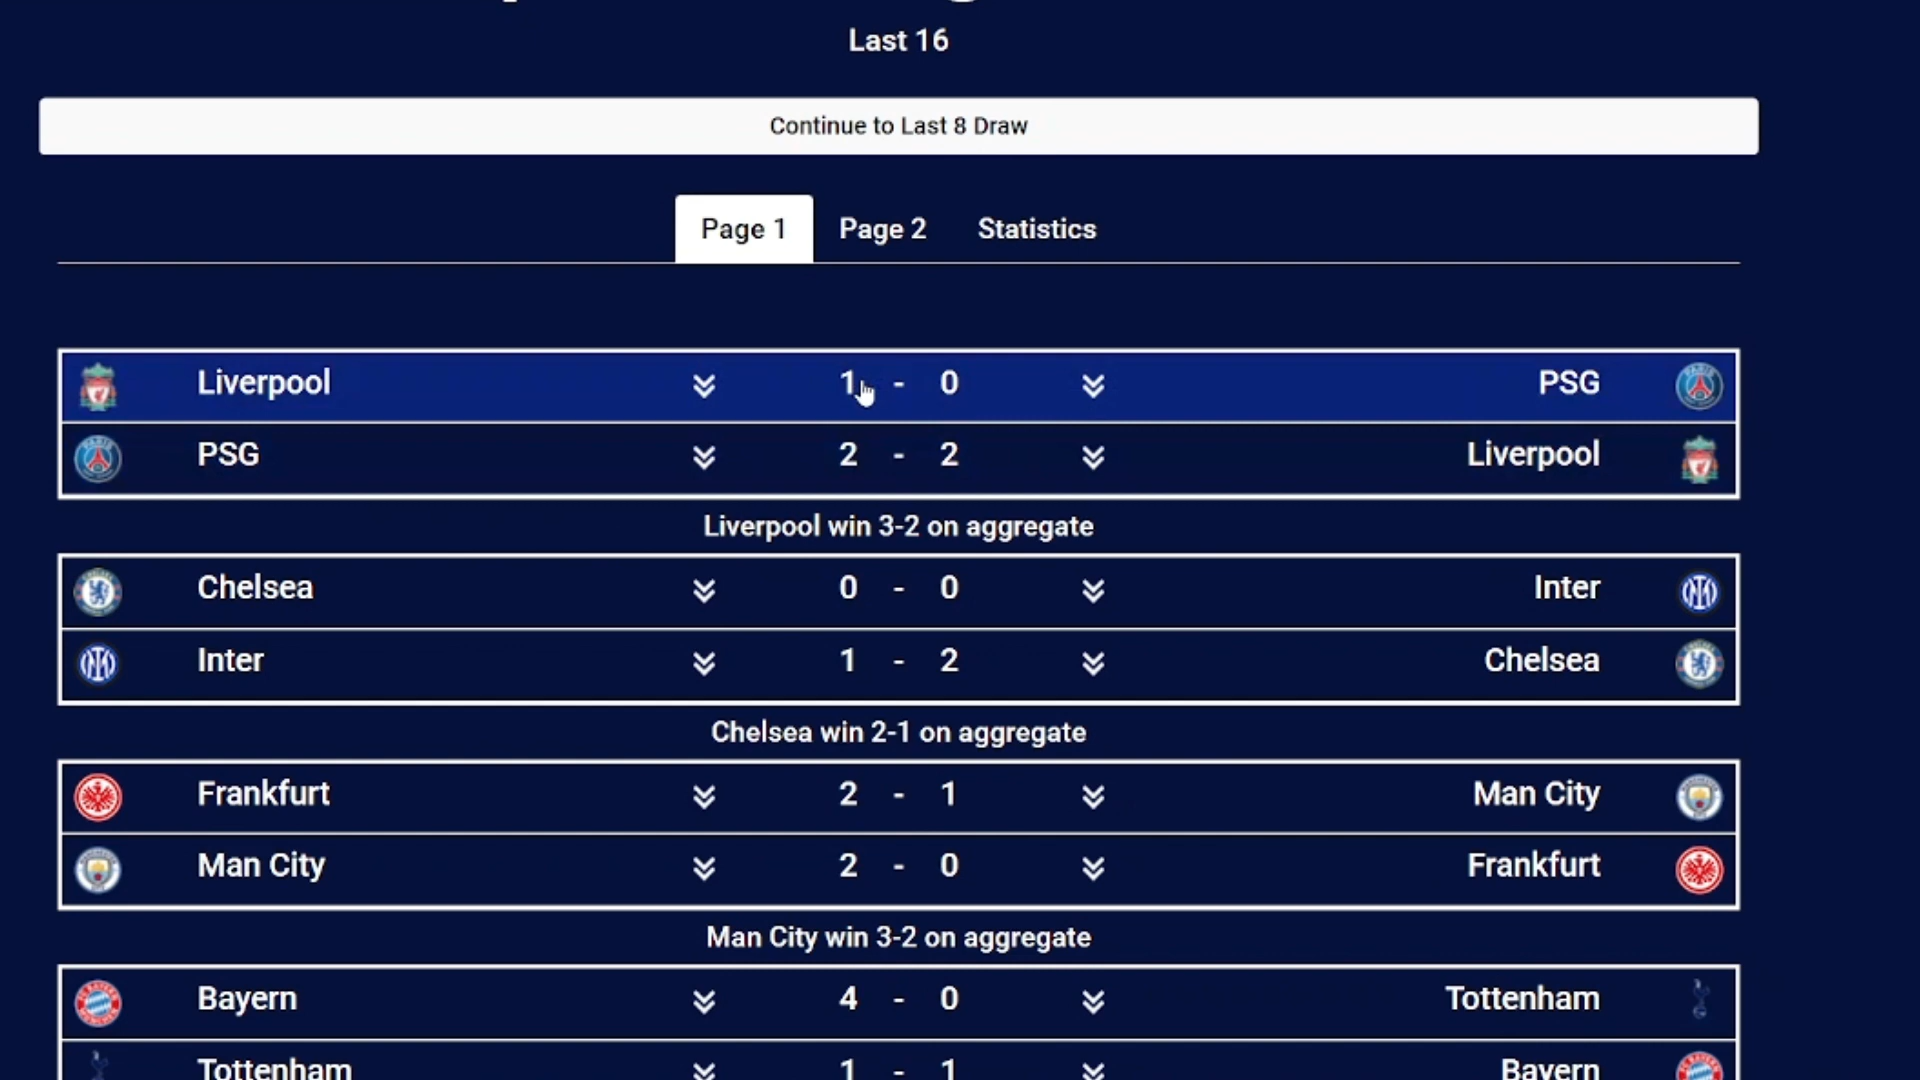 Last 16
Continue to Last 8 Draw
Page 1 Page 2 Statistics
Liverpool 1 - 0 PSG
PSG 2 - 2 Liverpool
Liverpool win 3-2 on aggregate
Chelsea 0 - 0 Inter
Inter 1 - 2 Chelsea
Chelsea win 2-1 on aggregate
Frankfurt 2 - 1 Man City
Man City 2 - 0 Frankfurt
Man City win 3-2 on aggregate
Bayern 4 - 0 Tottenham
Tottenham 1 - 1 Bayern